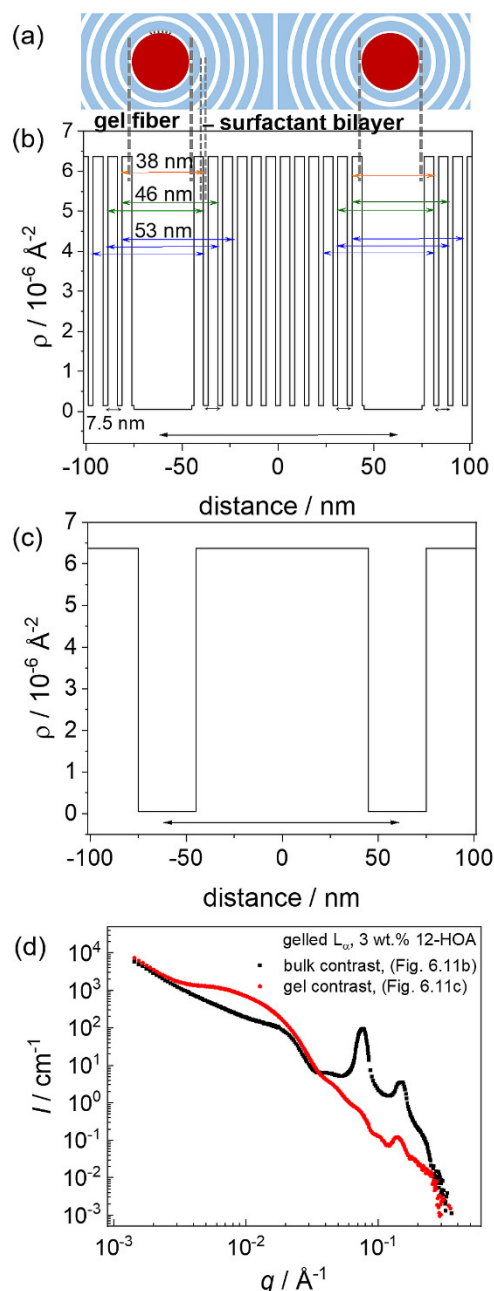 (a)
gel fiber – surfactant bilayer
(b)
7
6
5
4
3
2
1
0
ρ / 10⁻⁶ Å⁻²
38 nm
46 nm
53 nm
7.5 nm
-100 -50 0 50 100
distance / nm
(c)
7
6
5
4
3
2
1
0
ρ / 10⁻⁶ Å⁻²
-100 -50 0 50 100
distance / nm
(d)
gelled Lα, 3 wt.% 12-HOA
bulk contrast, (Fig. 6.11b)
gel contrast, (Fig. 6.11c)
10⁴
10³
10²
10¹
10⁰
10⁻¹
10⁻²
10⁻³
I / cm⁻¹
10⁻³ 10⁻² 10⁻¹
q / Å⁻¹